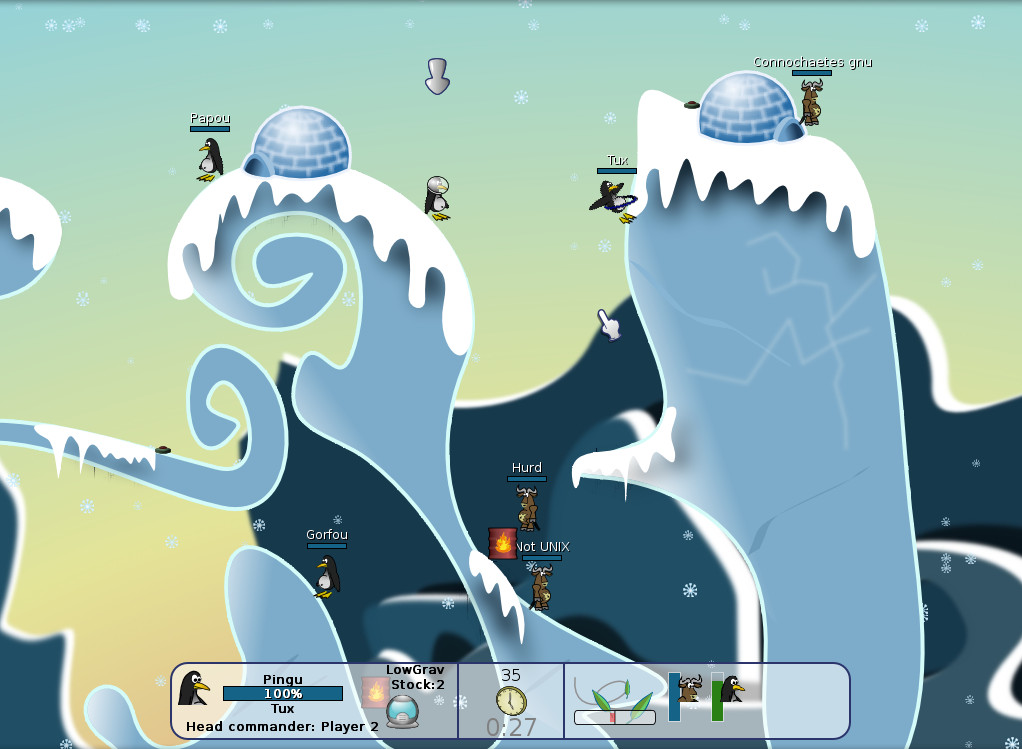 Connochaetes gnu
Papou
Tux
Hurd
Not UNIX
Gorfou
Pingu
100%
Tux
Head commander: Player 2
LowGrav
Stock:2
35
0:27